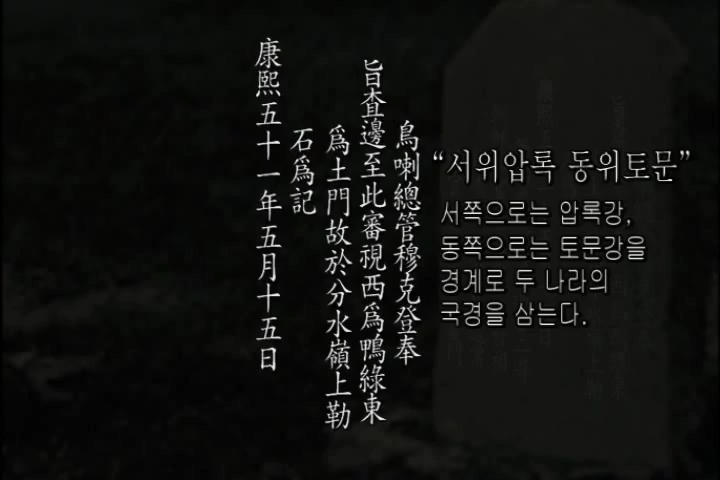 鳥喇總管穆克登奉
旨査邊至此審視西爲鴨綠東
爲土門故於分水嶺上勒
石爲記
康熙五十一年五月十五日
“서위압록 동위토문”
서쪽으로는 압록강,
동쪽으로는 토문강을
경계로 두 나라의
국경을 삼는다.